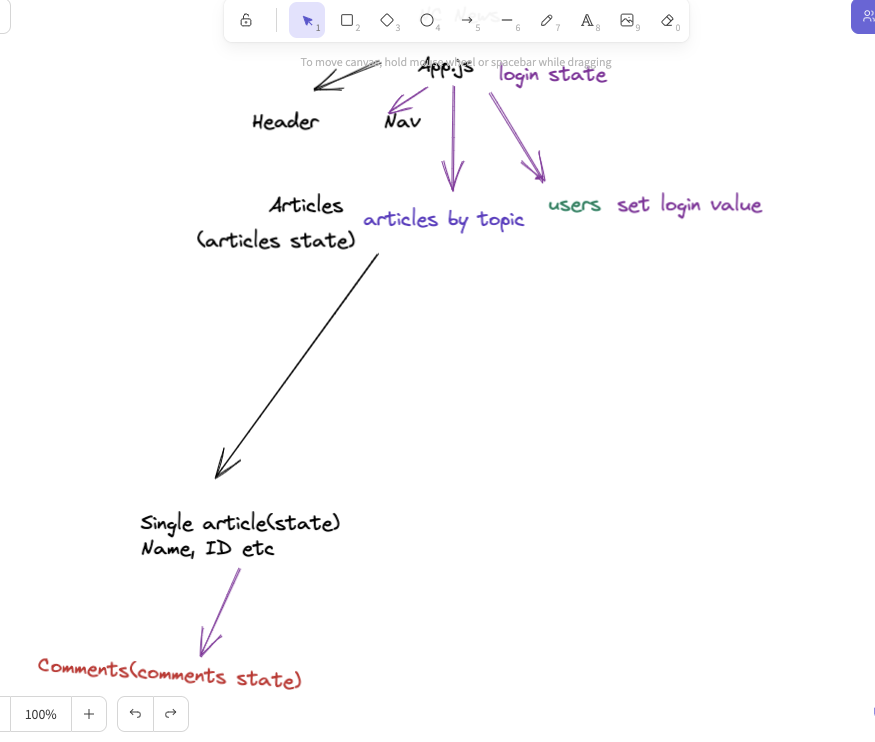 1
2
3
4
5
6
7
8
9
0
News
To move canvas, hold mouse wheel or spacebar while dragging
App.js
login state
Header
Nav
Articles
(articles state)
articles by topic
users
set login value
Single article(state)
Name, ID etc
Comments(comments state)
100%